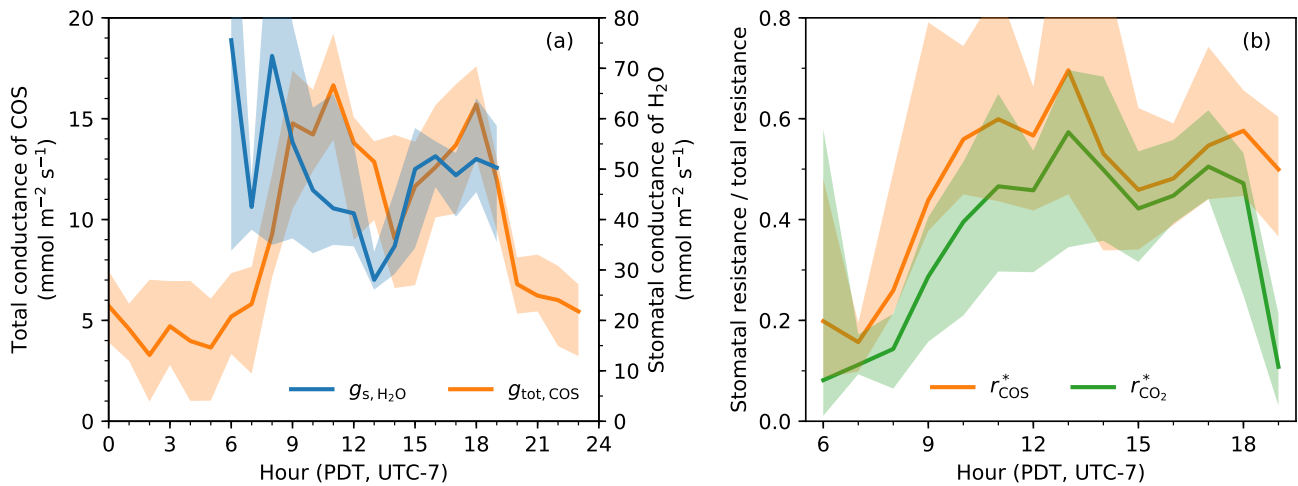 (a)
Total conductance of COS
(mmol m⁻² s⁻¹)
20
15
10
5
0
80
70
60
50
40
30
20
10
0
Stomatal conductance of H₂O
(mmol m⁻² s⁻¹)
g_s, H₂O
g_tot, COS
0 3 6 9 12 15 18 21 24
Hour (PDT, UTC-7)
(b)
Stomatal resistance / total resistance
0.8
0.6
0.4
0.2
0.0
r*_COS
r*_CO₂
6 9 12 15 18
Hour (PDT, UTC-7)